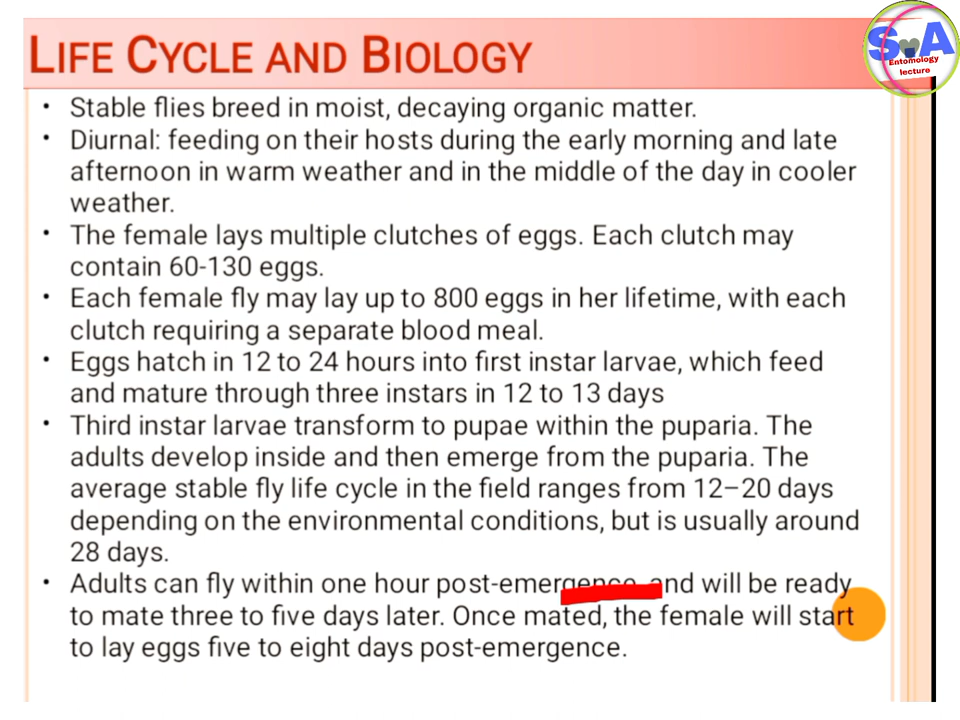 LIFE CYCLE AND BIOLOGY
SMA
Entomology
lecture
• Stable flies breed in moist, decaying organic matter.
• Diurnal: feeding on their hosts during the early morning and late
afternoon in warm weather and in the middle of the day in cooler
weather.
• The female lays multiple clutches of eggs. Each clutch may
contain 60-130 eggs.
• Each female fly may lay up to 800 eggs in her lifetime, with each
clutch requiring a separate blood meal.
• Eggs hatch in 12 to 24 hours into first instar larvae, which feed
and mature through three instars in 12 to 13 days
• Third instar larvae transform to pupae within the puparia. The
adults develop inside and then emerge from the puparia. The
average stable fly life cycle in the field ranges from 12–20 days
depending on the environmental conditions, but is usually around
28 days.
• Adults can fly within one hour post-emergence, and will be ready
to mate three to five days later. Once mated, the female will start
to lay eggs five to eight days post-emergence.